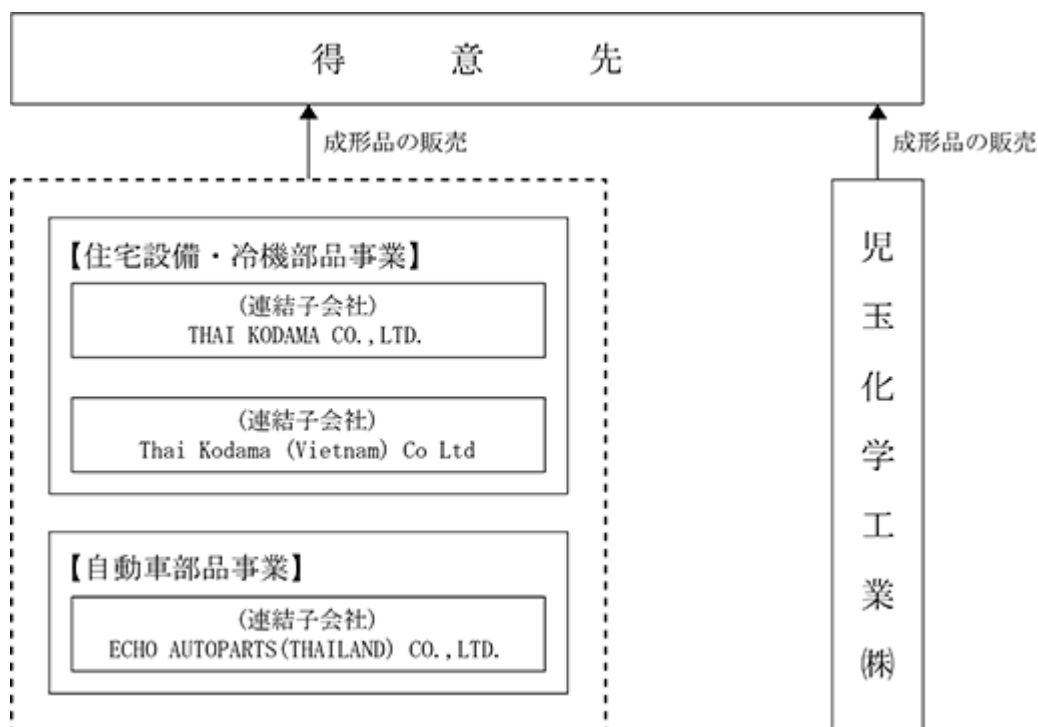 得意先
成形品の販売
成形品の販売
【住宅設備・冷機部品事業】
(連結子会社)
THAI KODAMA CO.,LTD.
(連結子会社)
Thai Kodama (Vietnam) Co Ltd
【自動車部品事業】
(連結子会社)
ECHO AUTOPARTS(THAILAND) CO.,LTD.
児玉化学工業㈱